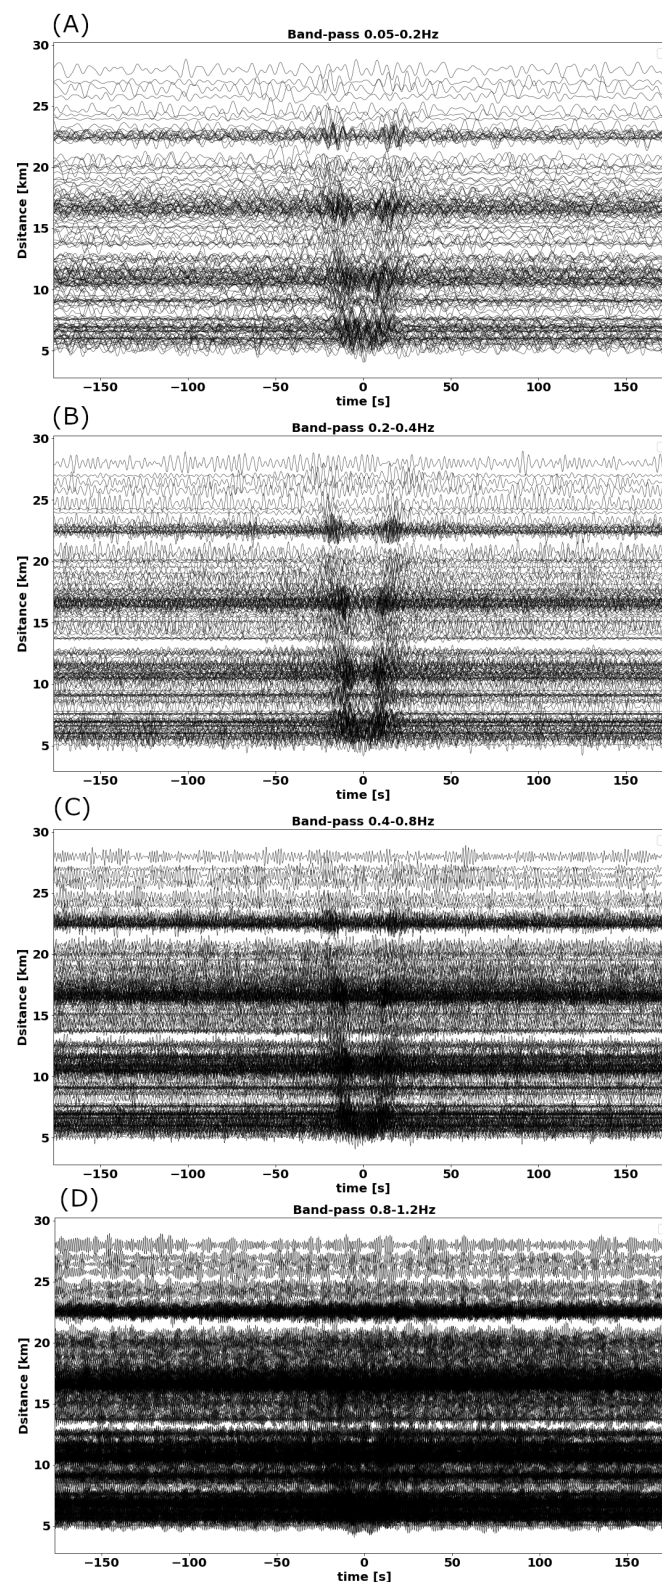 (A)
Band-pass 0.05-0.2Hz
30
25
20
15
10
5
Dsitance [km]
−150 −100 −50 0 50 100 150
time [s]
(B)
Band-pass 0.2-0.4Hz
30
25
20
15
10
5
Dsitance [km]
−150 −100 −50 0 50 100 150
time [s]
(C)
Band-pass 0.4-0.8Hz
30
25
20
15
10
5
Dsitance [km]
−150 −100 −50 0 50 100 150
time [s]
(D)
Band-pass 0.8-1.2Hz
30
25
20
15
10
5
Dsitance [km]
−150 −100 −50 0 50 100 150
time [s]